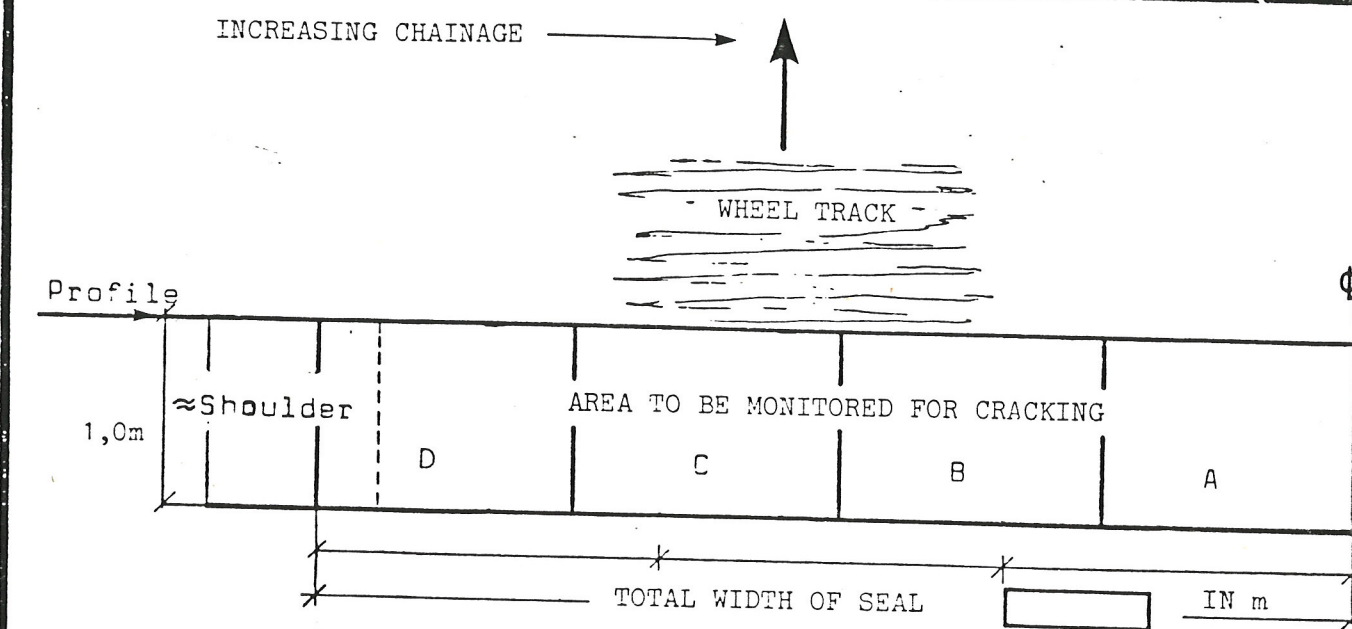 INCREASING CHAINAGE
- WHEEL TRACK -
Profile
℄
≈Shoulder
AREA TO BE MONITORED FOR CRACKING
1,0m
D
C
B
A
TOTAL WIDTH OF SEAL
IN m